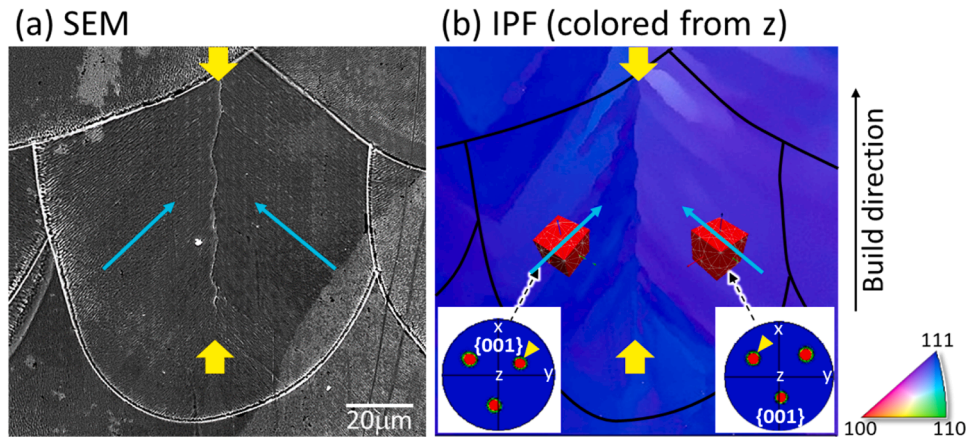 (a) SEM
(b) IPF (colored from z)
Build direction
20μm
x
{001}
z
y
x
z
y
{001}
111
100
110